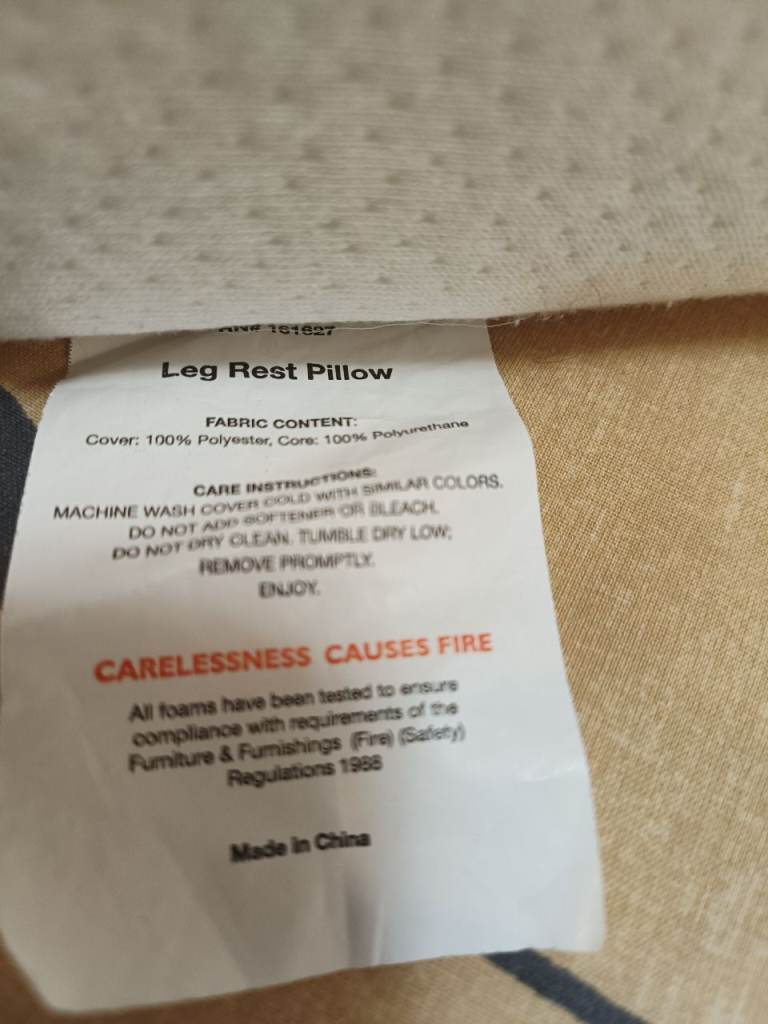 RN# 161627
Leg Rest Pillow
FABRIC CONTENT:
Cover: 100% Polyester, Core: 100% Polyurethane
CARE INSTRUCTIONS:
MACHINE WASH COVER COLD WITH SIMILAR COLORS.
DO NOT ADD SOFTENER OR BLEACH.
DO NOT DRY CLEAN. TUMBLE DRY LOW;
REMOVE PROMPTLY.
ENJOY.
CARELESSNESS CAUSES FIRE
All foams have been tested to ensure
compliance with requirements of the
Furniture & Furnishings (Fire) (Safety)
Regulations 1988
Made in China